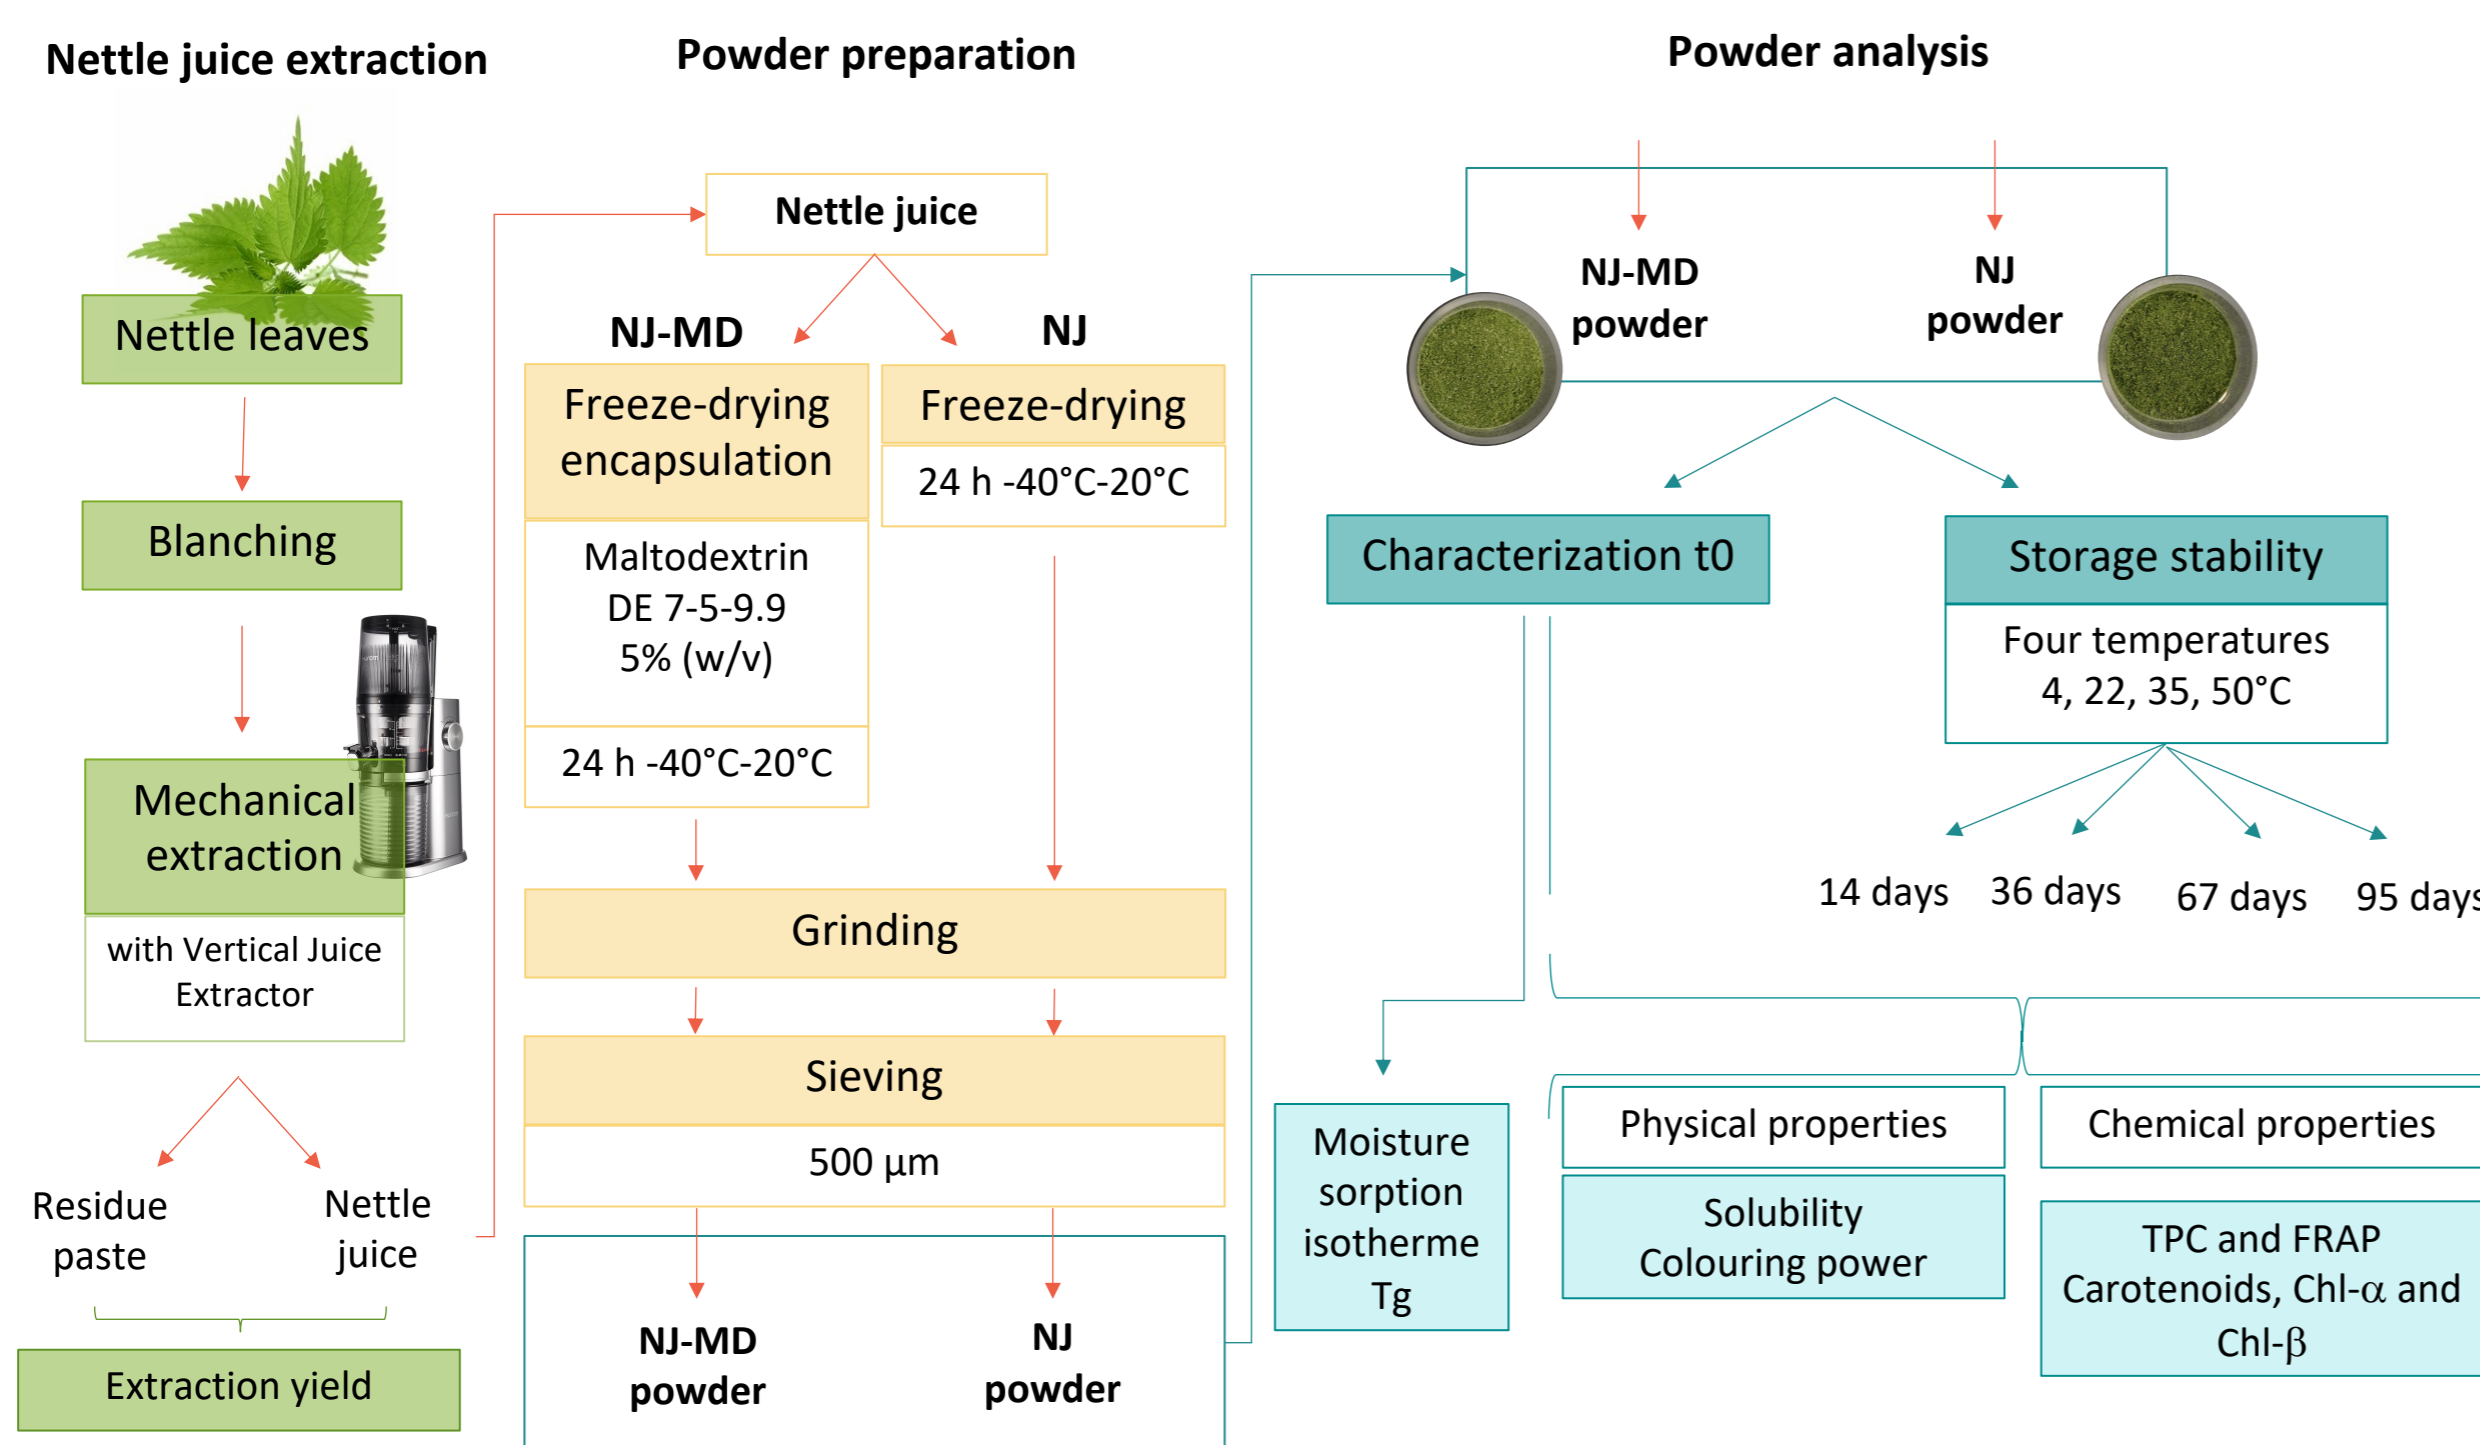 Nettle juice extraction
Nettle leaves
Blanching
Mechanical
extraction
with Vertical Juice
Extractor
Residue
paste
Nettle
juice
Extraction yield
Powder preparation
Nettle juice
NJ-MD
Freeze-drying
encapsulation
Maltodextrin
DE 7-5-9.9
5% (w/v)
24 h -40°C-20°C
NJ
Freeze-drying
24 h -40°C-20°C
Grinding
Sieving
500 µm
NJ-MD
powder
NJ
powder
Powder analysis
NJ-MD
powder
NJ
powder
Characterization t0
Storage stability
Four temperatures
4, 22, 35, 50°C
14 days
36 days
67 days
95 days
Moisture
sorption
isotherme
Tg
Physical properties
Solubility
Colouring power
Chemical properties
TPC and FRAP
Carotenoids, Chl-α and
Chl-β